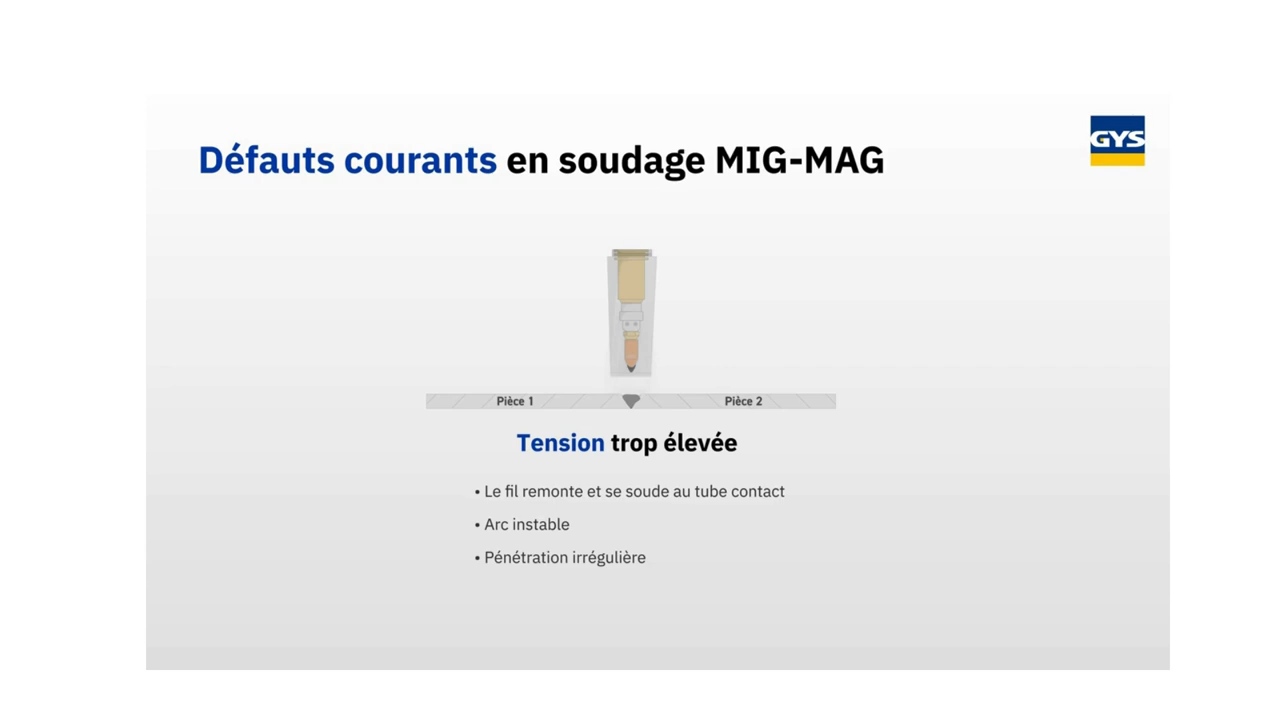 Défauts courants en soudage MIG-MAG
GYS
Pièce 1
Pièce 2
Tension trop élevée
• Le fil remonte et se soude au tube contact
• Arc instable
• Pénétration irrégulière